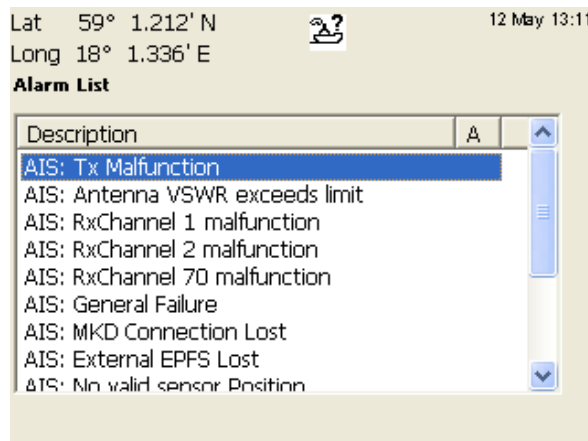 Lat 59° 1.212' N
12 May 13:11
Long 18° 1.336' E
Alarm List
Description A
AIS: Tx Malfunction
AIS: Antenna VSWR exceeds limit
AIS: RxChannel 1 malfunction
AIS: RxChannel 2 malfunction
AIS: RxChannel 70 malfunction
AIS: General Failure
AIS: MKD Connection Lost
AIS: External EPFS Lost
AIS: No valid sensor Position